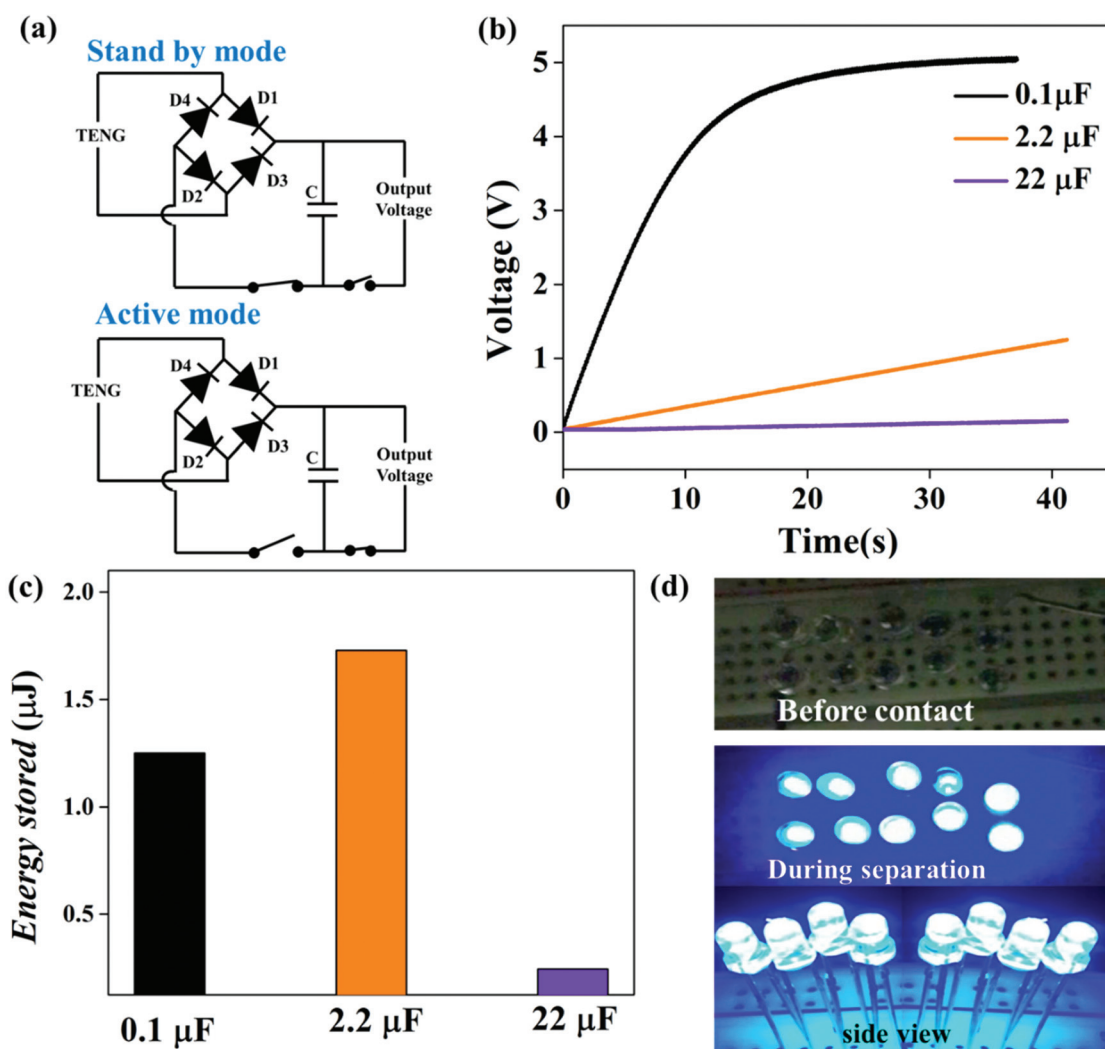 (a)
Stand by mode
D4
D1
TENG
D2
D3
C
Output
Voltage
Active mode
D4
D1
TENG
D2
D3
C
Output
Voltage
(b)
Voltage (V)
5
4
3
2
1
0
0
10
20
30
40
Time(s)
0.1μF
2.2 μF
22 μF
(c)
Energy stored (μJ)
2.0
1.5
1.0
0.5
0.1 μF
2.2 μF
22 μF
(d)
Before contact
During separation
side view